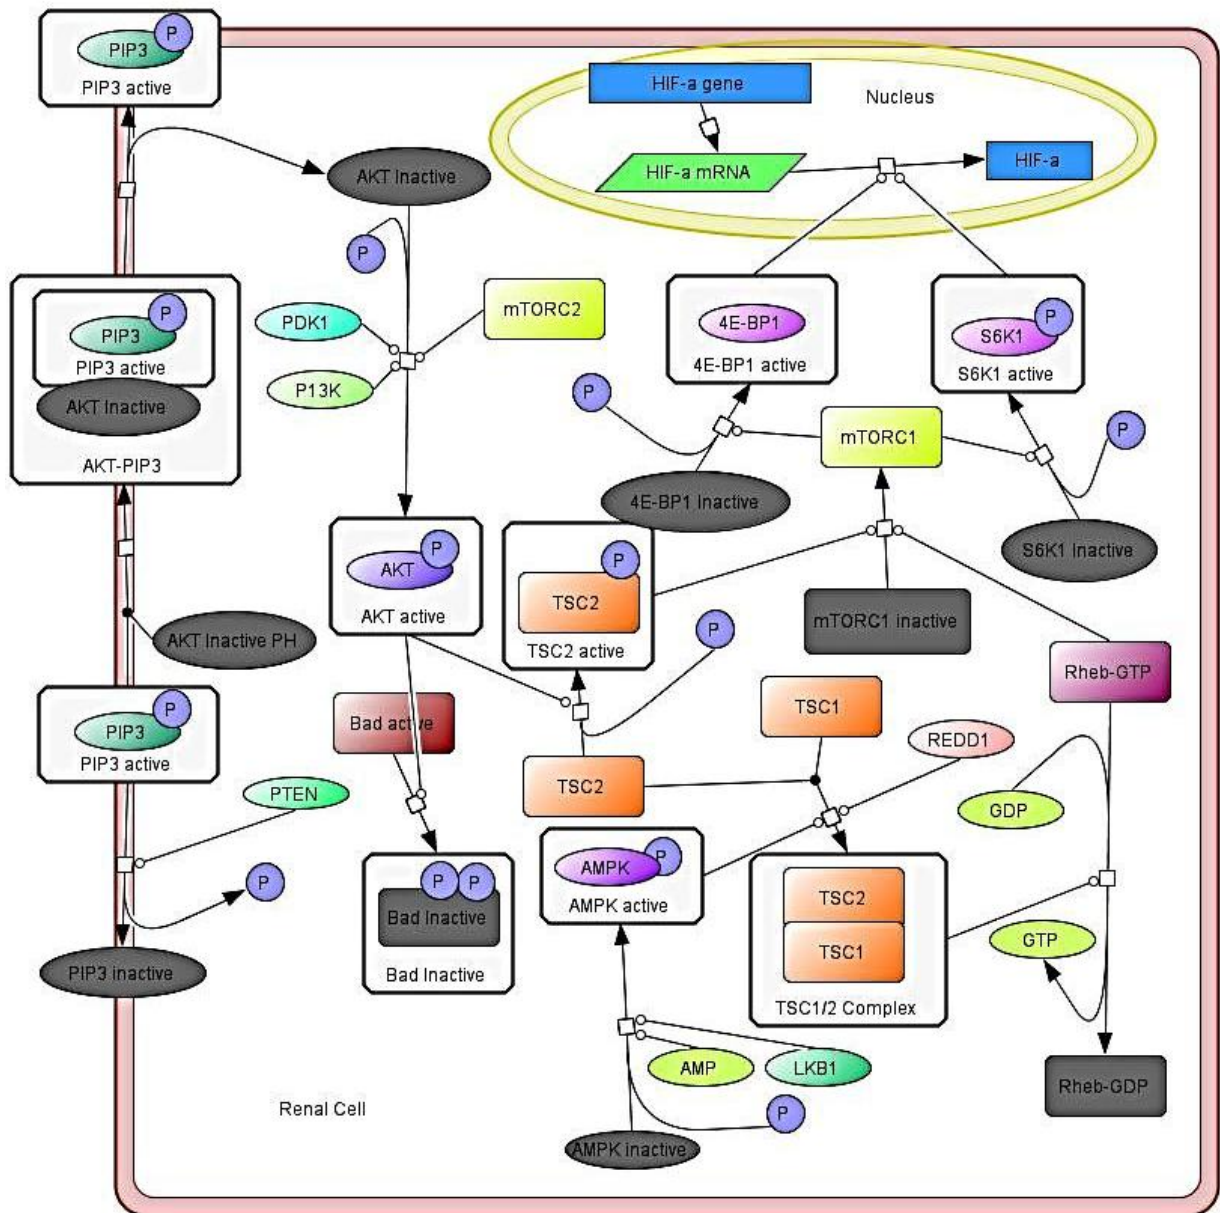 P
PIP3
PIP3 active
HIF-a gene
Nucleus
HIF-a mRNA
HIF-a
AKT Inactive
P
P
PIP3
PIP3 active
AKT Inactive
AKT-PIP3
PDK1
P13K
mTORC2
4E-BP1
4E-BP1 active
P
S6K1
S6K1 active
P
mTORC1
P
4E-BP1 Inactive
S6K1 Inactive
P
AKT
AKT active
P
TSC2
TSC2 active
mTORC1 inactive
P
AKT Inactive PH
Rheb-GTP
P
PIP3
PIP3 active
Bad active
TSC1
REDD1
TSC2
PTEN
GDP
P
AMPK
P
AMPK active
P P
Bad Inactive
Bad Inactive
TSC2
TSC1
TSC1/2 Complex
GTP
PIP3 inactive
AMP
LKB1
Rheb-GDP
Renal Cell
P
AMPK inactive